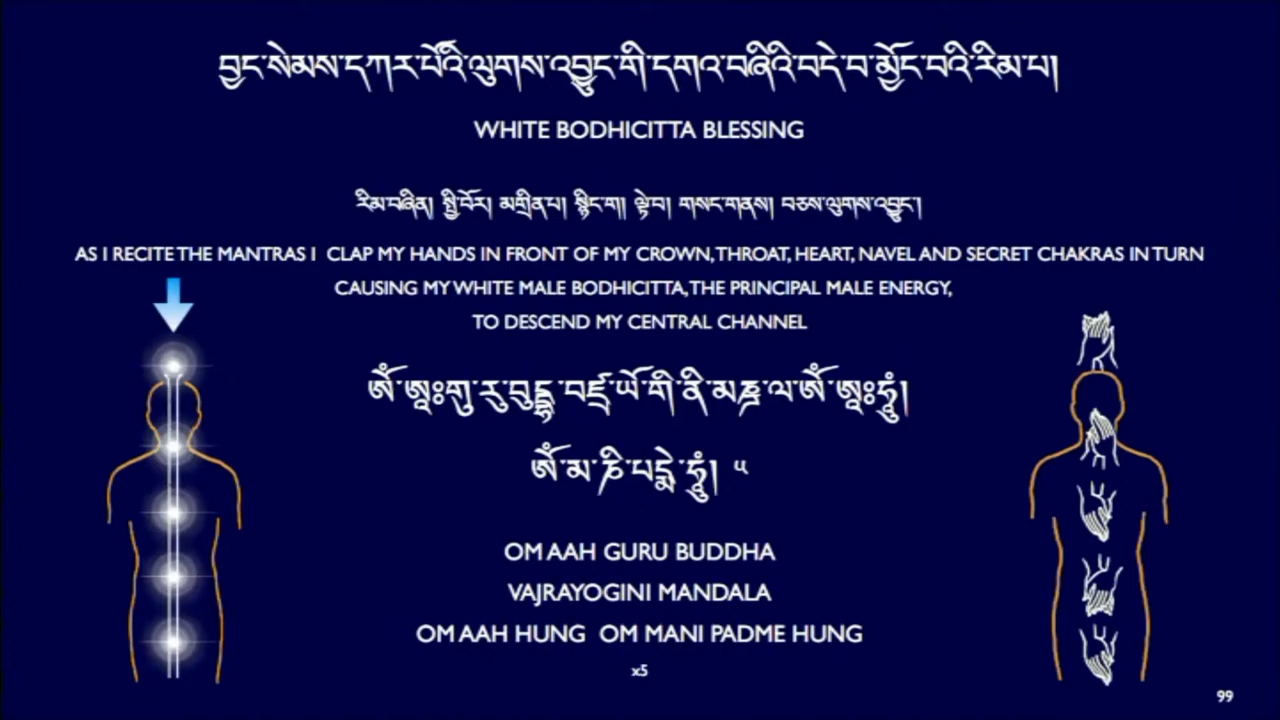 བྱང་སེམས་དཀར་པོའི་ལུགས་འབྱུང་གི་དགའ་བཞིའི་བདེ་བ་མྱོང་བའི་རིམ་པ།
WHITE BODHICITTA BLESSING
རིམ་བཞིན། སྤྱི་བོར། མགྲིན་པ། སྙིང་ག། ལྟེ་བ། གསང་གནས། བཅས་ལུགས་འབྱུང་།
AS I RECITE THE MANTRAS I CLAP MY HANDS IN FRONT OF MY CROWN, THROAT, HEART, NAVEL AND SECRET CHAKRAS IN TURN
CAUSING MY WHITE MALE BODHICITTA, THE PRINCIPAL MALE ENERGY,
TO DESCEND MY CENTRAL CHANNEL
ཨོཾ་ཨཱཿགུ་རུ་བུདྡྷ་བཛྲ་ཡོ་གི་ནི་མཎྜ་ལ་ཨོཾ་ཨཱཿཧཱུྃ།
ཨོཾ་མ་ཎི་པདྨེ་ཧཱུྃ། ༥
OM AAH GURU BUDDHA
VAJRAYOGINI MANDALA
OM AAH HUNG OM MANI PADME HUNG
x5
99